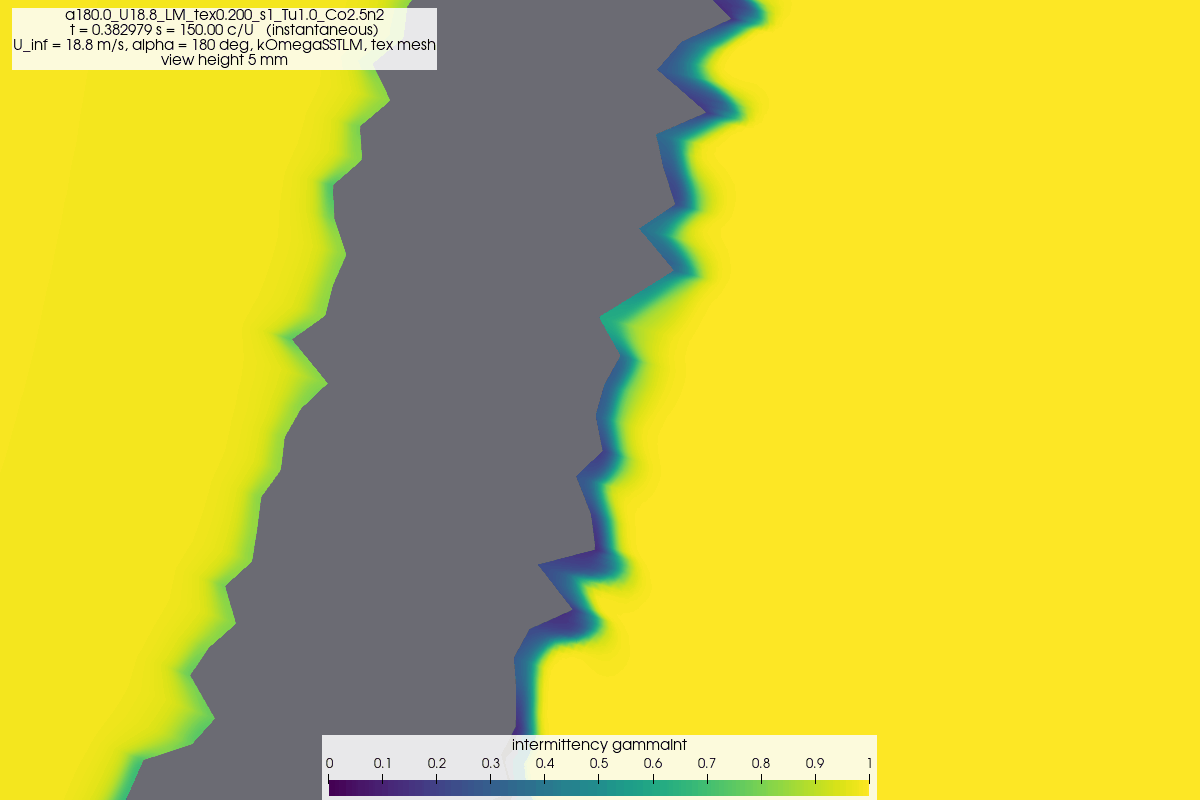 a180.0_U18.8_LM_tex0.200_s1_Tu1.0_Co2.5n2
t = 0.382979 s = 150.00 c/U (instantaneous)
U_inf = 18.8 m/s, alpha = 180 deg, kOmegaSSTLM, tex mesh
view height 5 mm
intermittency gammaInt
0 0.1 0.2 0.3 0.4 0.5 0.6 0.7 0.8 0.9 1